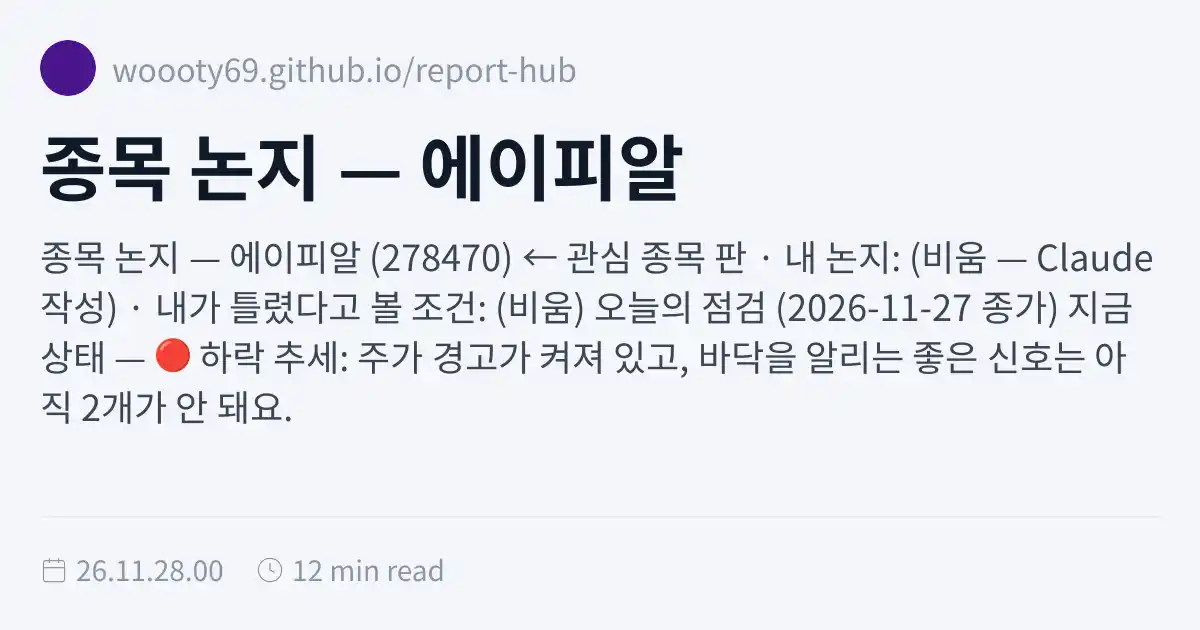 woooty69.github.io/report-hub
종목 논지 — 에이피알
종목 논지 — 에이피알 (278470) ← 관심 종목 판 · 내 논지: (비움 — Claude
작성) · 내가 틀렸다고 볼 조건: (비움) 오늘의 점검 (2026-11-27 종가) 지금
상태 — 🔴 하락 추세: 주가 경고가 켜져 있고, 바닥을 알리는 좋은 신호는 아
직 2개가 안 돼요.
26.11.28.00 12 min read